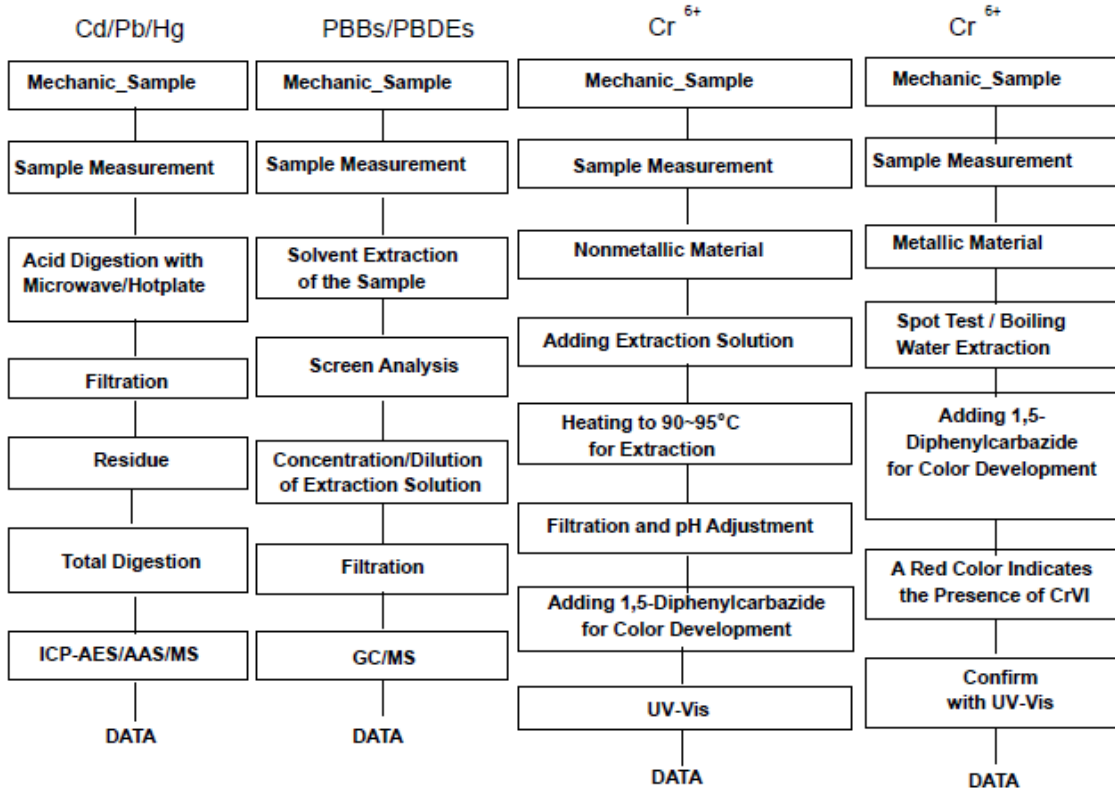 Cd/Pb/Hg
Mechanic_Sample
Sample Measurement
Acid Digestion with
Microwave/Hotplate
Filtration
Residue
Total Digestion
ICP-AES/AAS/MS
DATA
PBBs/PBDEs
Mechanic_Sample
Sample Measurement
Solvent Extraction
of the Sample
Screen Analysis
Concentration/Dilution
of Extraction Solution
Filtration
GC/MS
DATA
Cr 6+
Mechanic_Sample
Sample Measurement
Nonmetallic Material
Adding Extraction Solution
Heating to 90~95°C
for Extraction
Filtration and pH Adjustment
Adding 1,5-Diphenylcarbazide
for Color Development
UV-Vis
DATA
Cr 6+
Mechanic_Sample
Sample Measurement
Metallic Material
Spot Test / Boiling
Water Extraction
Adding 1,5-
Diphenylcarbazide
for Color Development
A Red Color Indicates
the Presence of CrVI
Confirm
with UV-Vis
DATA